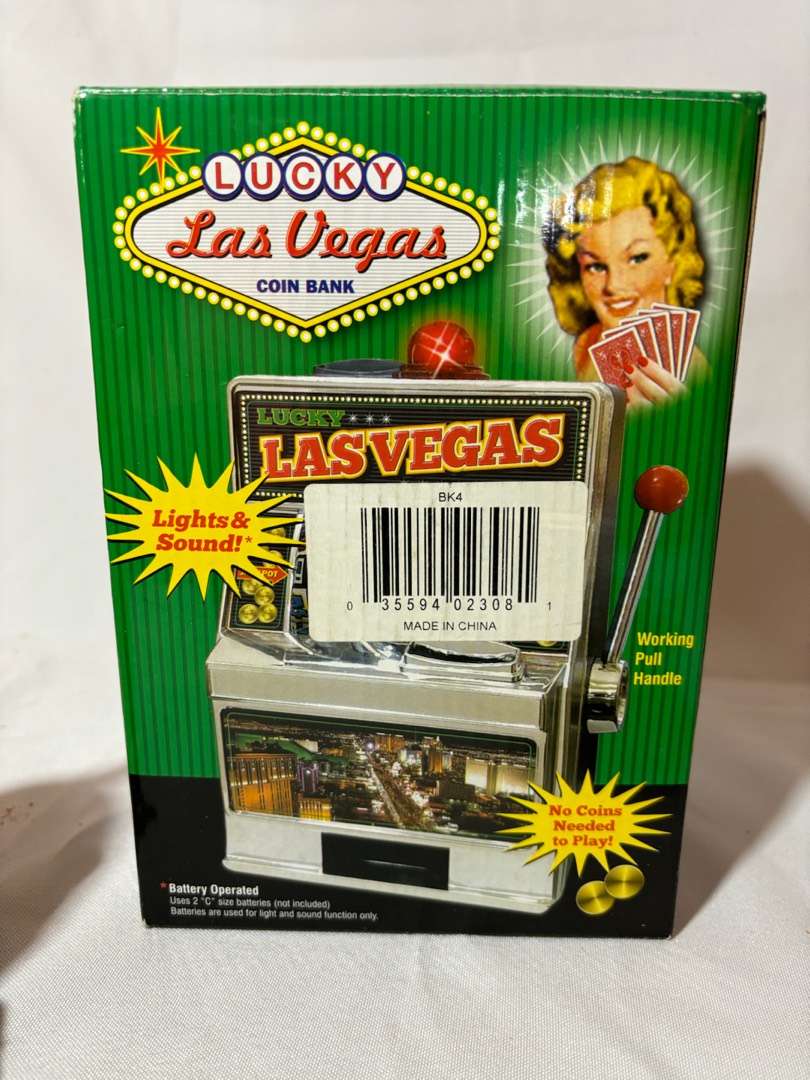 LUCKY
Las Vegas
COIN BANK
LUCKY
LAS VEGAS
Lights &
Sound!*
BK4
0 35594 02308 1
MADE IN CHINA
Working
Pull
Handle
No Coins
Needed
to Play!
*Battery Operated
Uses 2 "C" size batteries (not included)
Batteries are used for light and sound function only.